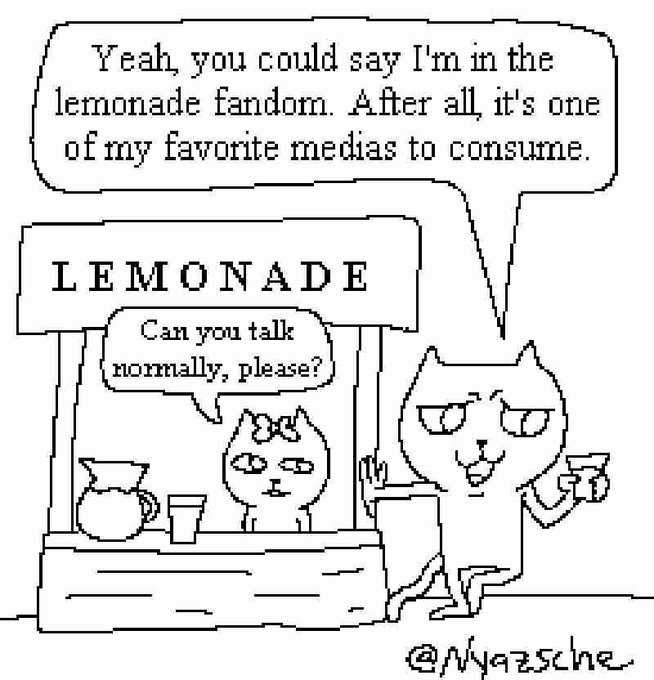 Yeah, you could say I'm in the
lemonade fandom. After all, it's one
of my favorite medias to consume.
LEMONADE
Can you talk
normally, please?
@Nyazsche